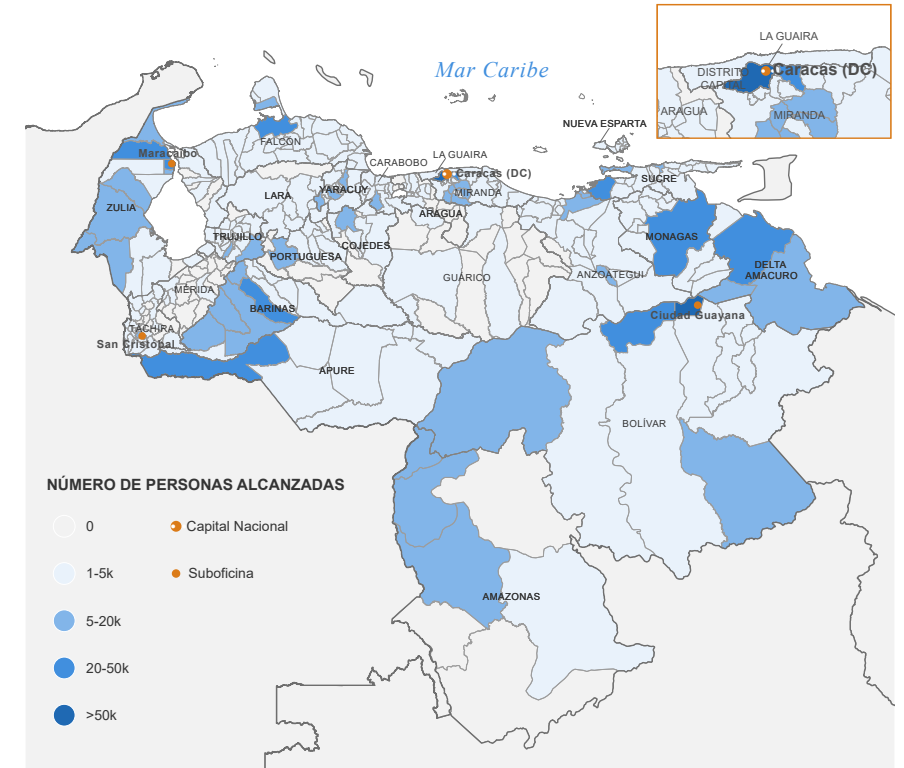 LA GUAIRA
DISTRITO
CAPITAL
Caracas (DC)
ARAGUA
MIRANDA
Mar Caribe
NUEVA ESPARTA
FALCÓN
Maracaibo
CARABOBO
LA GUAIRA
Caracas (DC)
SUCRE
LARA
YARACUY
MIRANDA
ZULIA
ARAGUA
TRUJILLO
COJEDES
MONAGAS
PORTUGUESA
DELTA
AMACURO
GUÁRICO
ANZOÁTEGUI
MÉRIDA
BARINAS
Ciudad Guayana
TÁCHIRA
San Cristóbal
APURE
BOLÍVAR
AMAZONAS
NÚMERO DE PERSONAS ALCANZADAS
0
Capital Nacional
1-5k
Suboficina
5-20k
20-50k
>50k